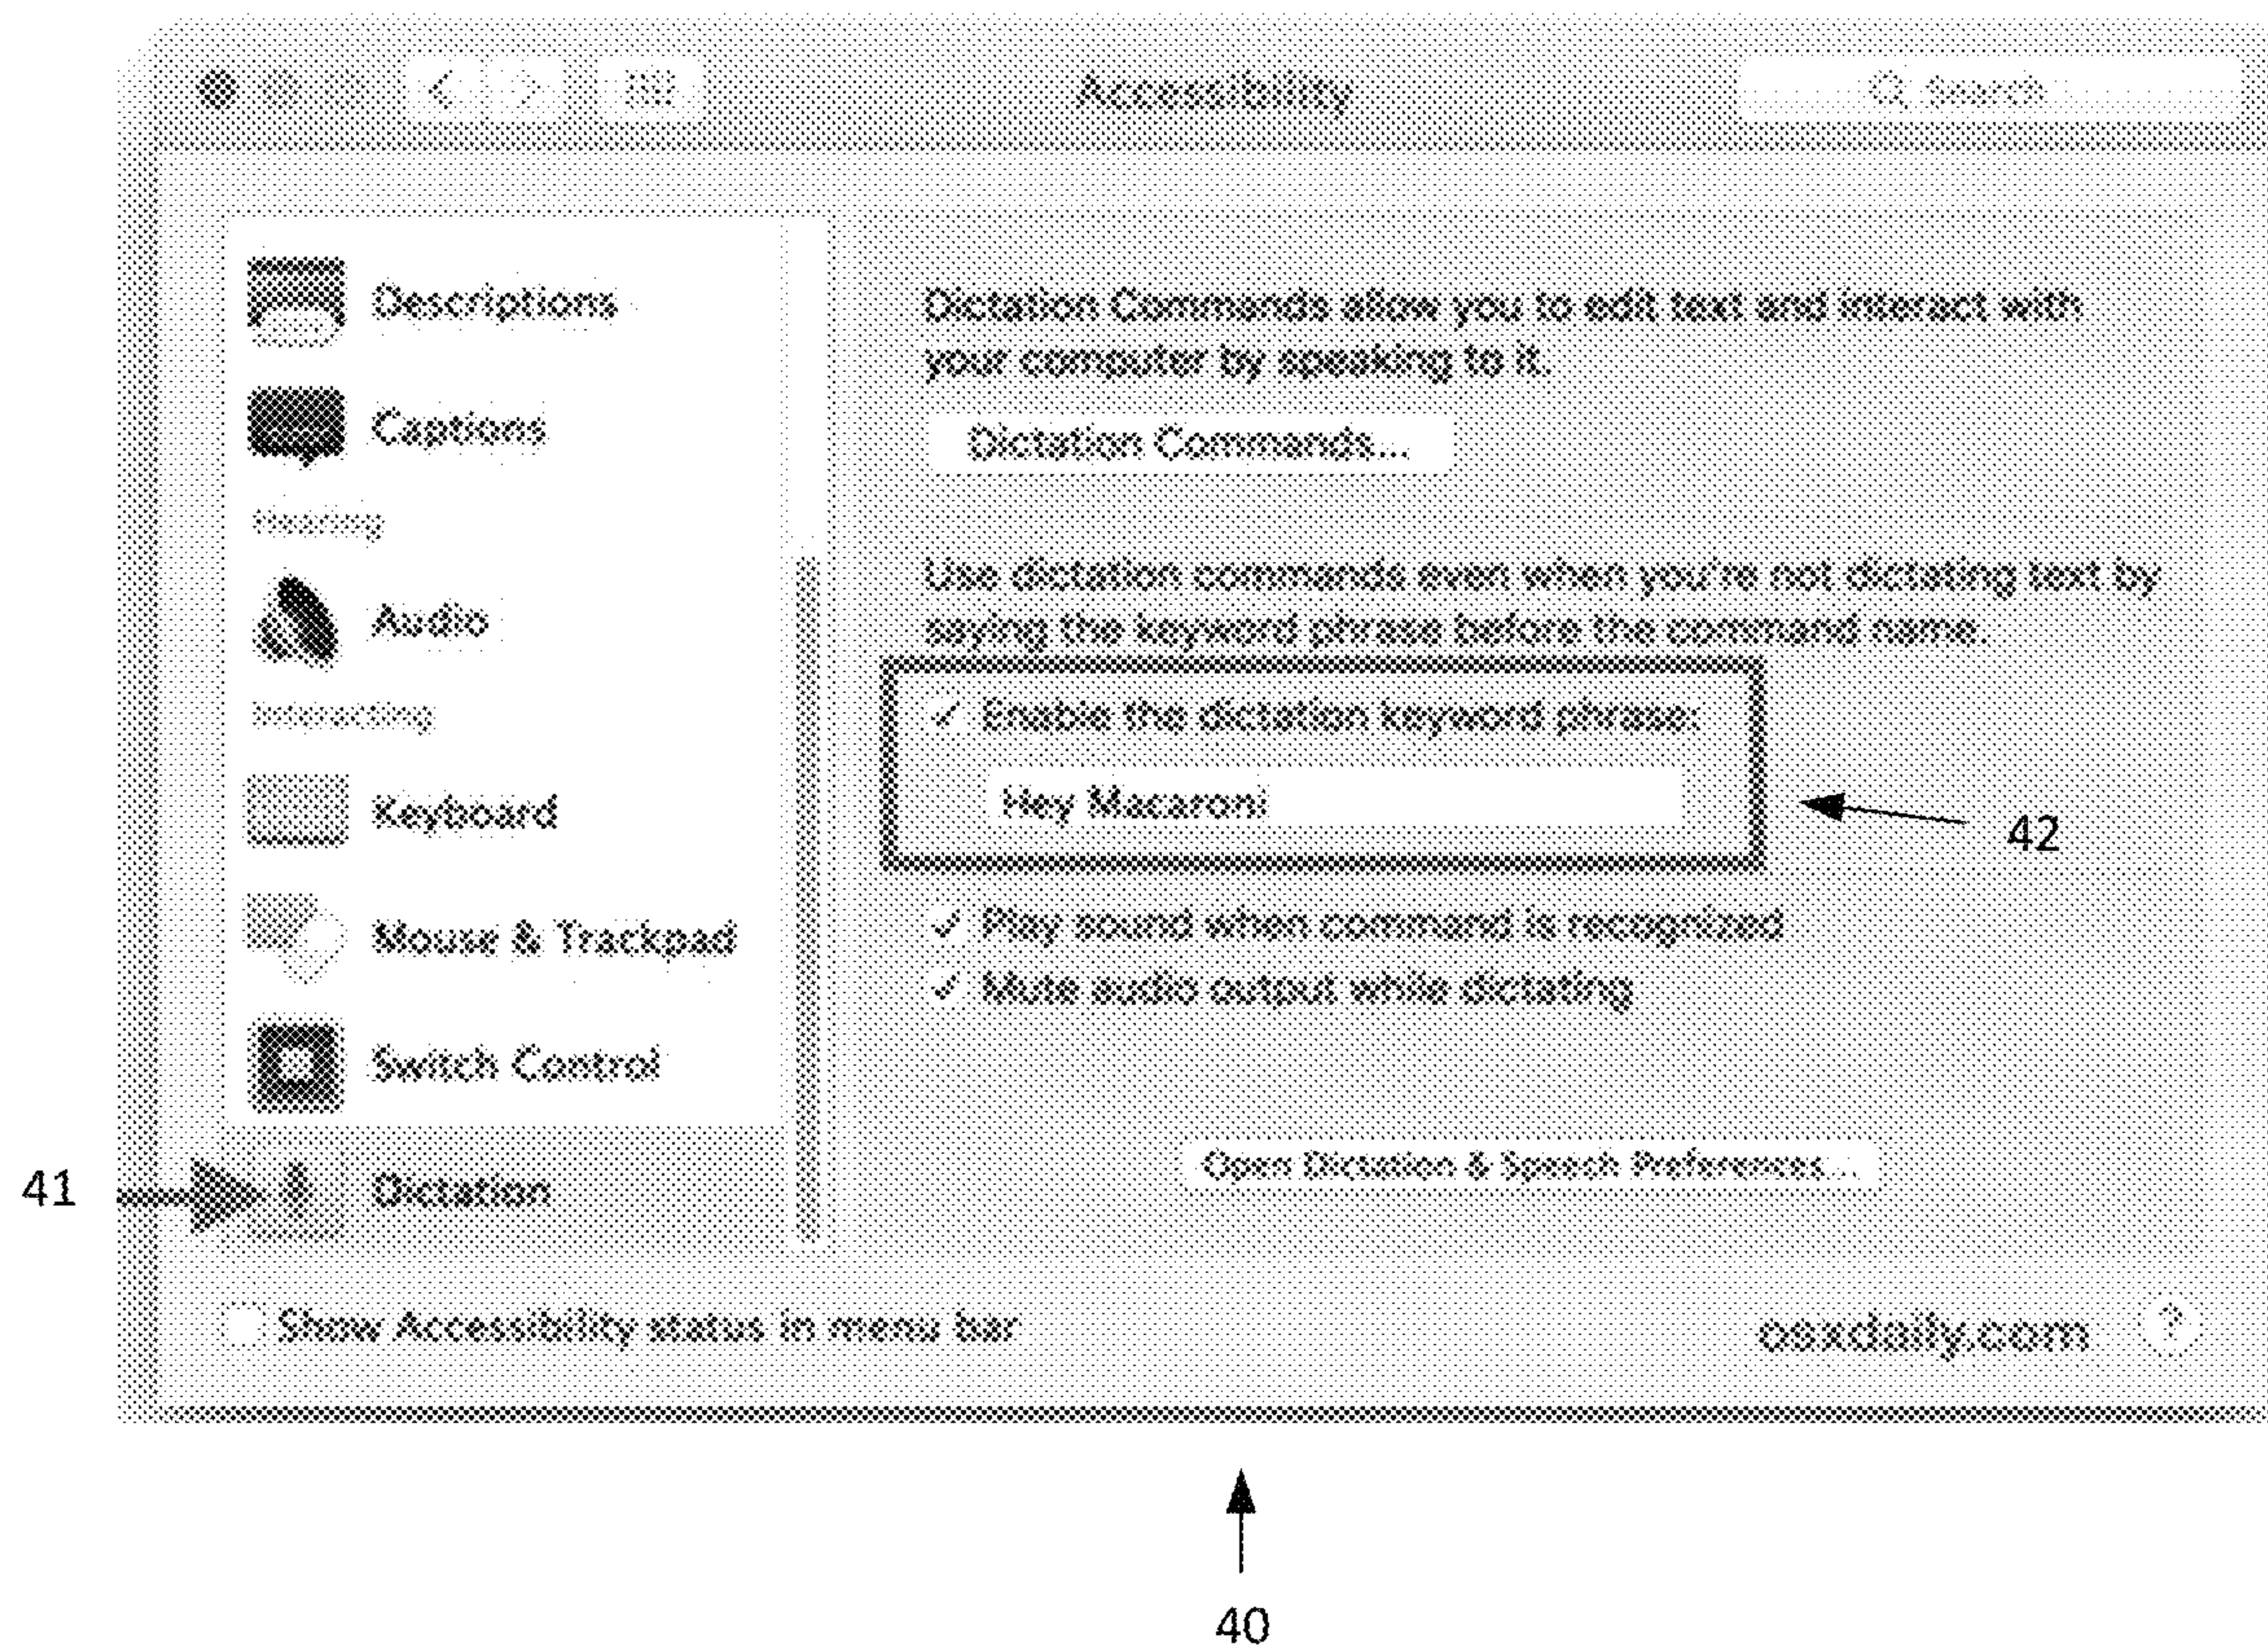 Accessibility
Search
Descriptions
Captions
Hearing
Audio
Interacting
Keyboard
Mouse & Trackpad
Switch Control
Dictation
Dictation Commands allow you to edit text and interact with
your computer by speaking to it.
Dictation Commands...
Use dictation commands even when you're not dictating text by
saying the keyword phrase before the command name.
✓ Enable the dictation keyword phrase:
Hey Macaroni
42
✓ Play sound when command is recognized
✓ Mute audio output while dictating
Open Dictation & Speech Preferences...
41
Show Accessibility status in menu bar
osxdaily.com
?
40